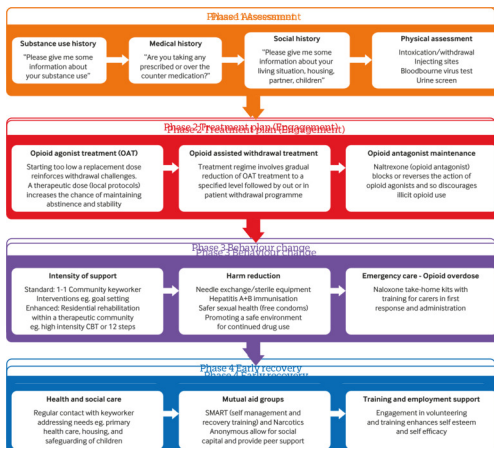 Phase 1 Assessment
Substance use history
"Please give me some
information about
your substance use"
Medical history
"Are you taking any
prescribed or over the
counter medication?"
Social history
"Please give me some
information about your
living situation, housing,
partner, children"
Physical assessment
Intoxication/withdrawal
Injecting sites
Bloodbourne virus test
Urine screen
Phase 2 Treatment plan (Engagement)
Phase 2 Treatment plan (Engagement)
Opioid agonist treatment (OAT)
Starting too low a replacement dose
reinforces withdrawal challenges.
A therapeutic dose (local protocols)
increases the chance of maintaining
abstinence and stability
Opioid assisted withdrawal treatment
Treatment regime involves gradual
reduction of OAT treatment to a
specified level followed by out or in
patient withdrawal programme
Opioid antagonist maintenance
Naltrexone (opioid antagonist)
blocks or reverses the action of
opioid agonists and so discourages
illicit opioid use
Phase 3 Behaviour change
Phase 3 Behaviour change
Intensity of support
Standard: 1-1 Community keyworker
Interventions eg. goal setting
Enhanced: Residential rehabilitation
within a therapeutic community
eg. high intensity CBT or 12 steps
Harm reduction
Needle exchange/sterile equipment
Hepatitis A+B immunisation
Safer sexual health (free condoms)
Promoting a safe environment
for continued drug use
Emergency care - Opioid overdose
Naloxone take-home kits with
training for carers in first
response and administration
Phase 4 Early recovery
Phase 4 Early recovery
Health and social care
Regular contact with keyworker
addressing needs eg. primary
health care, housing, and
safeguarding of children
Mutual aid groups
SMART (self management and
recovery training) and Narcotics
Anonymous allow for social
capital and provide peer support
Training and employment support
Engagement in volunteering
and training enhances self esteem
and self efficacy